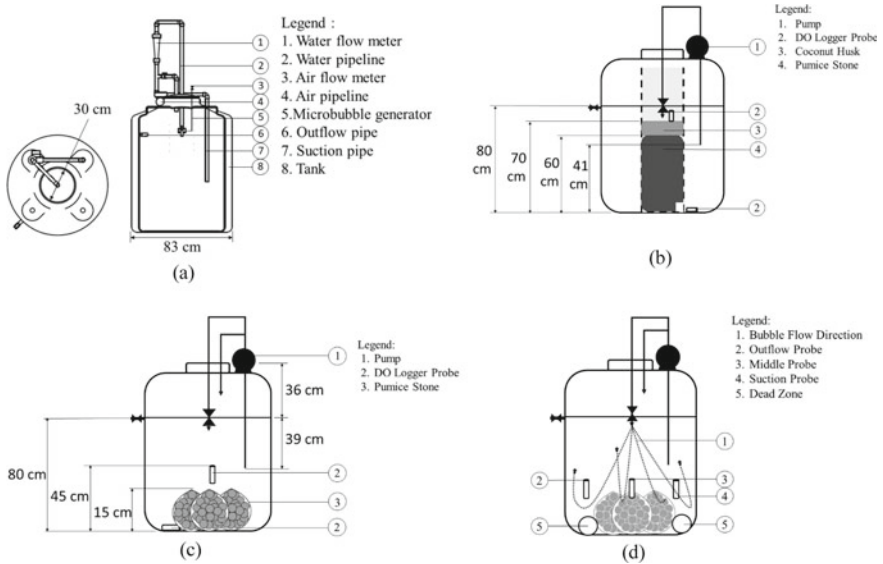 Legend :
1. Water flow meter
2. Water pipeline
3. Air flow meter
4. Air pipeline
5.Microbubble generator
6. Outflow pipe
7. Suction pipe
8. Tank
1
2
3
4
5
6
7
8
30 cm
83 cm
(a)
Legend:
1. Pump
2. DO Logger Probe
3. Coconut Husk
4. Pumice Stone
1
2
3
4
2
80
cm
70
cm
60
cm
41
cm
(b)
Legend:
1. Pump
2. DO Logger Probe
3. Pumice Stone
1
36 cm
39 cm
80 cm
45 cm
15 cm
2
3
2
(c)
Legend:
1. Bubble Flow Direction
2. Outflow Probe
3. Middle Probe
4. Suction Probe
5. Dead Zone
1
2
3
4
5
5
(d)